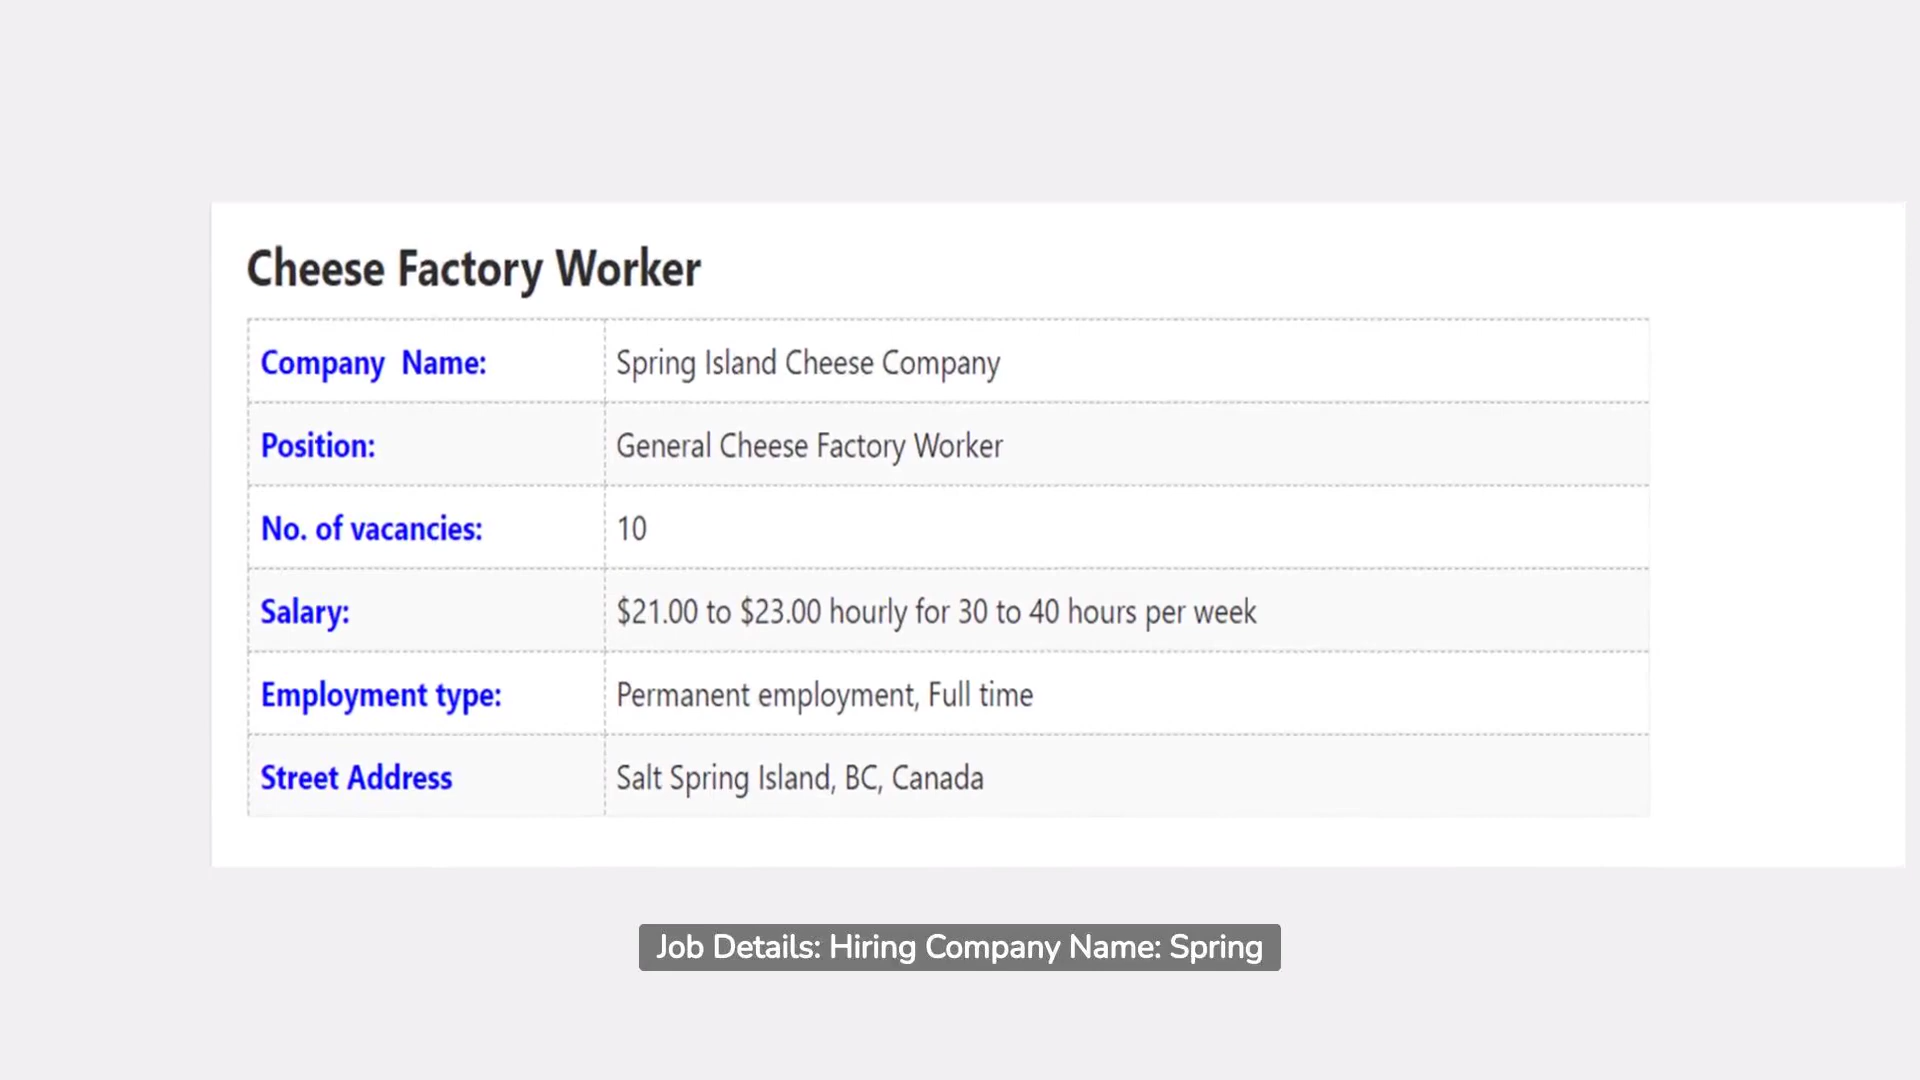 Cheese Factory Worker
Company Name: Spring Island Cheese Company
Position: General Cheese Factory Worker
No. of vacancies: 10
Salary: $21.00 to $23.00 hourly for 30 to 40 hours per week
Employment type: Permanent employment, Full time
Street Address Salt Spring Island, BC, Canada
Job Details: Hiring Company Name: Spring